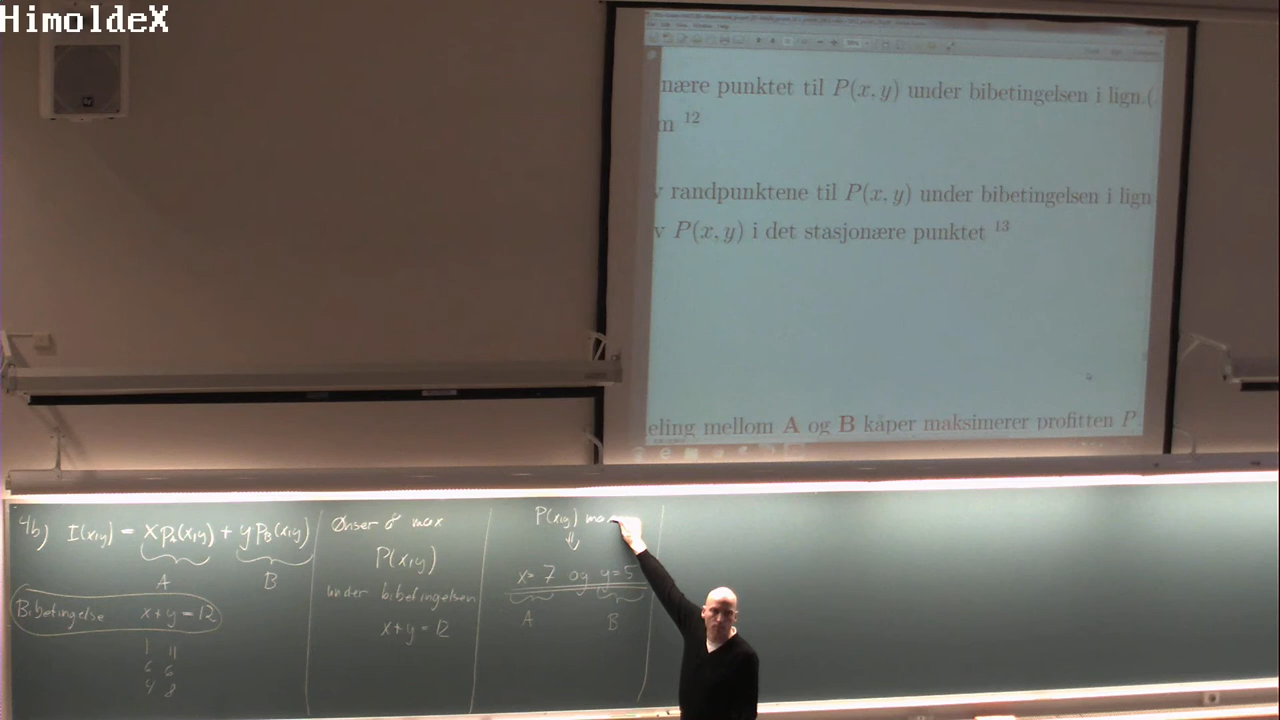 HimoldeX
nære punktet til P(x, y) under bibetingelsen i lign.(
m 12
v randpunktene til P(x, y) under bibetingelsen i lign
v P(x, y) i det stasjonære punktet 13
eling mellom A og B kåper maksimerer profitten P
4b) I(x,y) = x PA(x,y) + y PB(x,y)
A B
Bibetingelse x+y=12
1 11
6 6
4 8
Ønser å max
P(x,y)
under bibetingelsen
x+y=12
P(x,y) max
⇓
x=7 og y=5
A B